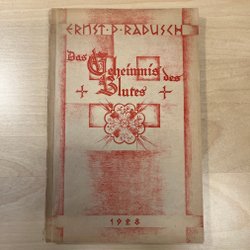 ERNST · P · RADUSCH
Das Geheimnis des
Blutes
1928